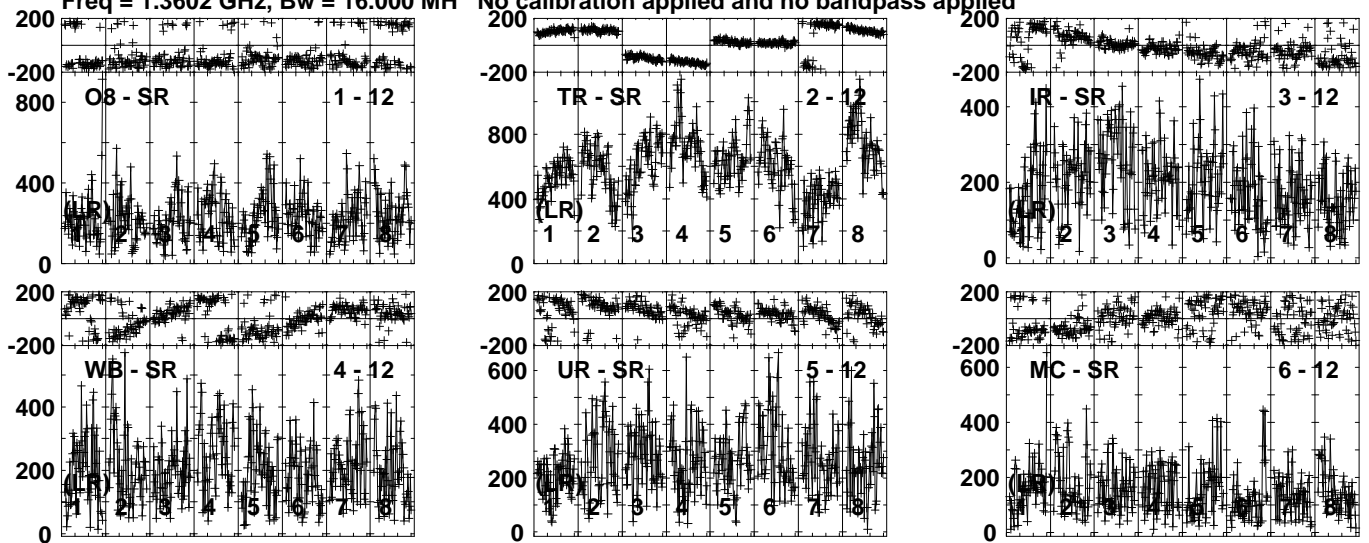 Freq = 1.3602 GHz, Bw = 16.000 MH No calibration applied and no bandpass applied
200
-200
O8 - SR 1 - 12
800
400
(LR)
1 2 3 4 5 6 7 8
0
TR - SR 2 - 12
800
400
(LR)
1 2 3 4 5 6 7 8
0
200
-200
IR - SR 3 - 12
400
200
(LR)
1 2 3 4 5 6 7 8
0
200
-200
WB - SR 4 - 12
400
200
(LR)
1 2 3 4 5 6 7 8
0
200
-200
UR - SR 5 - 12
600
400
200
(LR)
1 2 3 4 5 6 7 8
0
200
-200
MC - SR 6 - 12
600
400
200
(LR)
1 2 3 4 5 6 7 8
0
200
-200